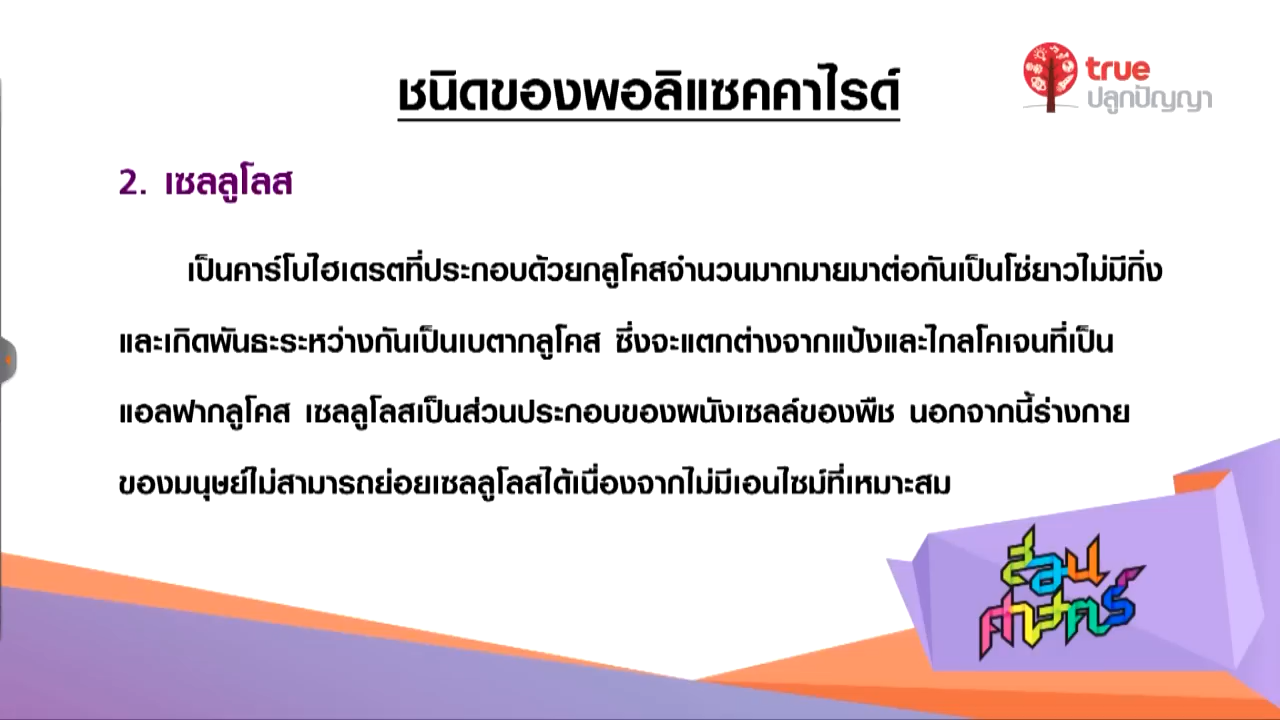 ชนิดของพอลิแซคคาไรด์
true
ปลูกปัญญา
2. เซลลูโลส
เป็นคาร์โบไฮเดรตที่ประกอบด้วยกลูโคสจำนวนมากมายมาต่อกันเป็นโซ่ยาวไม่มีกิ่ง
และเกิดพันธะระหว่างกันเป็นเบตากลูโคส ซึ่งจะแตกต่างจากแป้งและไกลโคเจนที่เป็น
แอลฟากลูโคส เซลลูโลสเป็นส่วนประกอบของผนังเซลล์ของพืช นอกจากนี้ร่างกาย
ของมนุษย์ไม่สามารถย่อยเซลลูโลสได้เนื่องจากไม่มีเอนไซม์ที่เหมาะสม
สอน
ศาสตร์